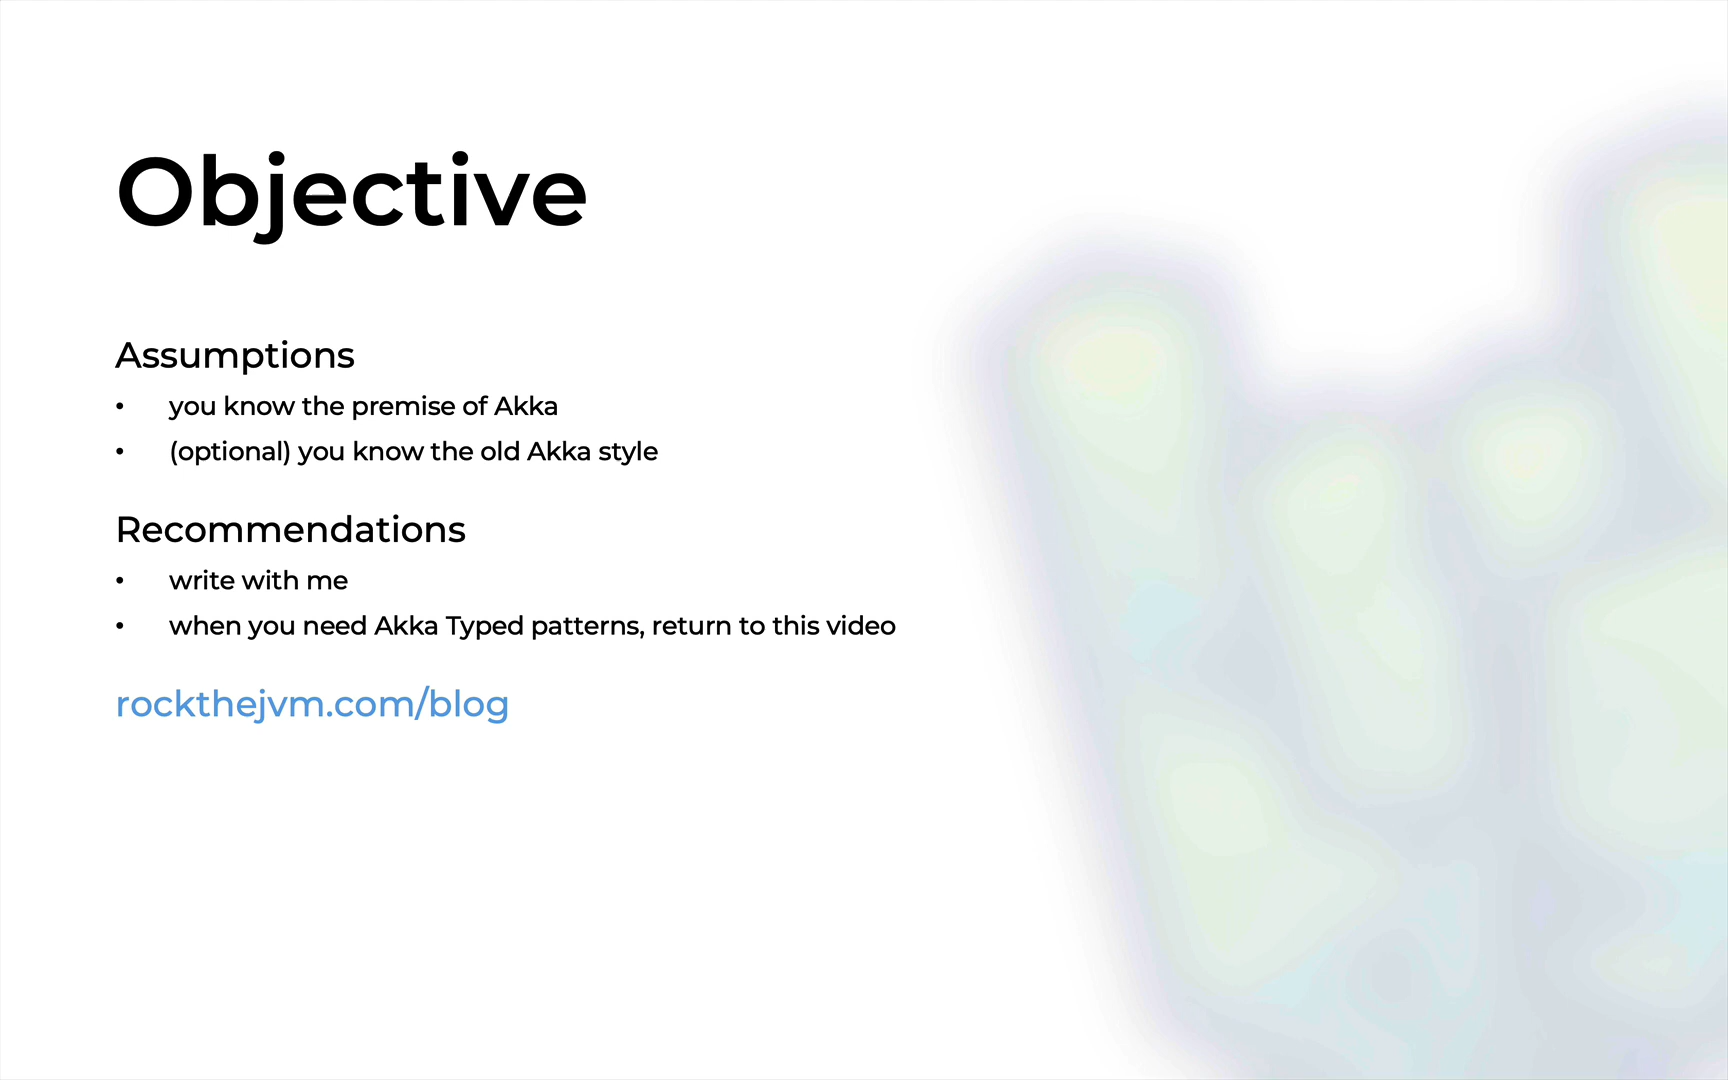 Objective
Assumptions
• you know the premise of Akka
• (optional) you know the old Akka style
Recommendations
• write with me
• when you need Akka Typed patterns, return to this video
rockthejvm.com/blog